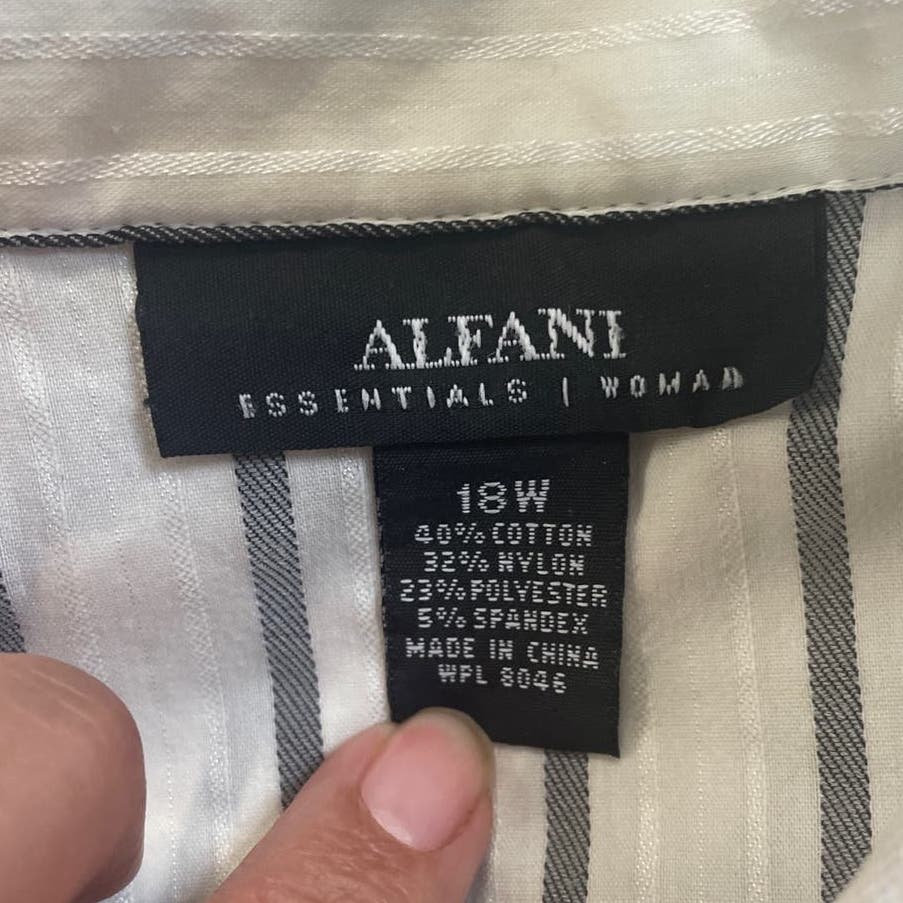 ALFANI
ESSENTIALS | WOMAN
18W
40% COTTON
32% NYLON
23% POLYESTER
5% SPANDEX
MADE IN CHINA
WPL 8046